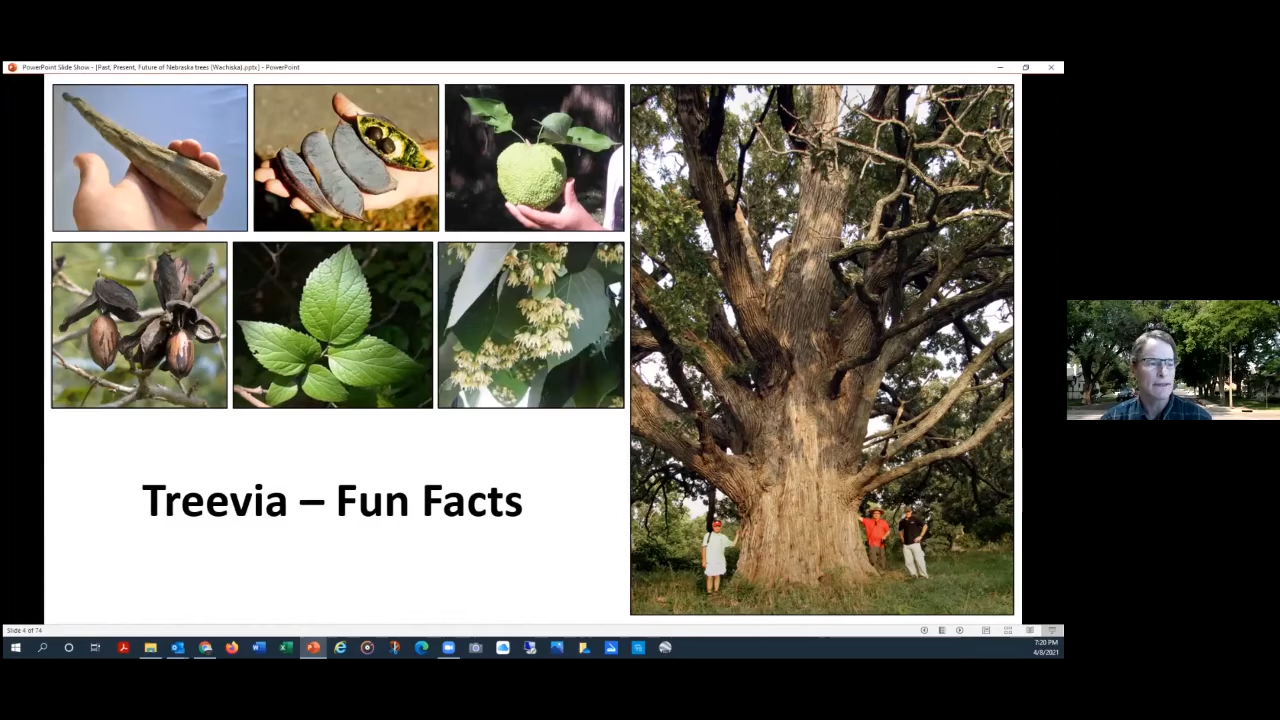 PowerPoint Slide Show - [Past, Present, Future of Nebraska trees (Wachiska).pptx] - PowerPoint
Treevia – Fun Facts
Slide 4 of 74
7:20 PM
4/8/2021